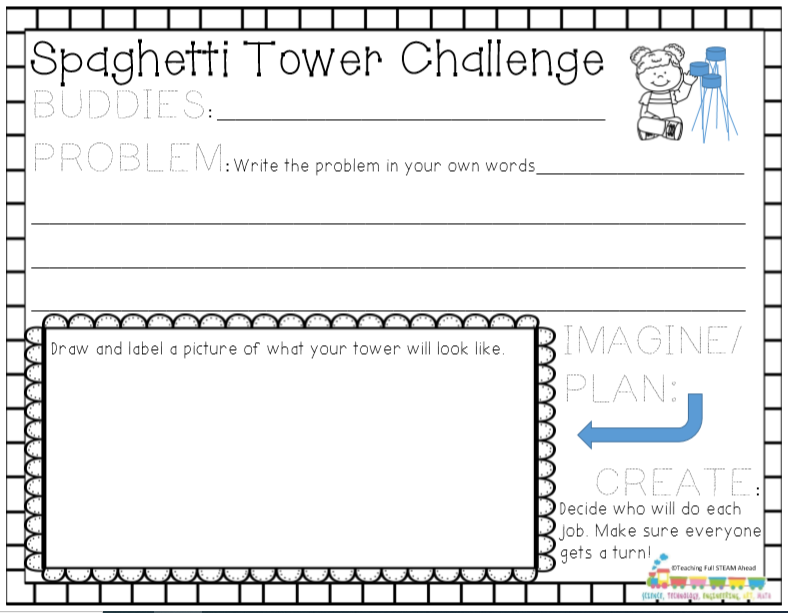 Spaghetti Tower Challenge
BUDDIES:
PROBLEM: Write the problem in your own words
Draw and label a picture of what your tower will look like.
IMAGINE/
PLAN:
CREATE:
Decide who will do each
job. Make sure everyone
gets a turn!
©Teaching Full STEAM Ahead
SCIENCE, TECHNOLOGY, ENGINEERING, ART, MATH